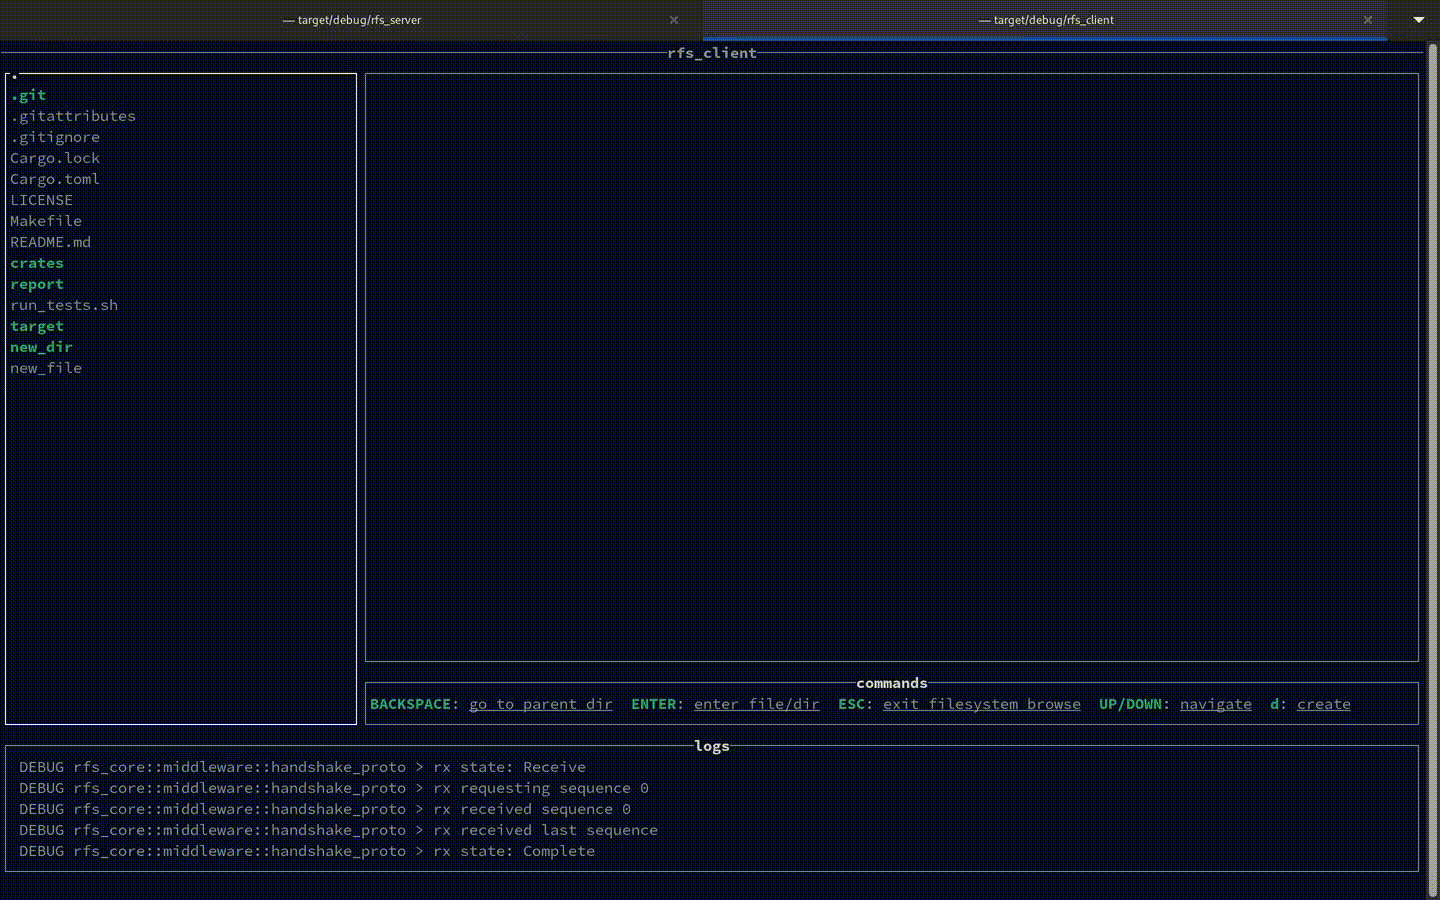 — target/debug/rfs_server
— target/debug/rfs_client
rfs_client
.
.git
.gitattributes
.gitignore
Cargo.lock
Cargo.toml
LICENSE
Makefile
README.md
crates
report
run_tests.sh
target
new_dir
new_file
commands
BACKSPACE: go to parent dir  ENTER: enter file/dir  ESC: exit filesystem browse  UP/DOWN: navigate  d: create
logs
DEBUG rfs_core::middleware::handshake_proto > rx state: Receive
DEBUG rfs_core::middleware::handshake_proto > rx requesting sequence 0
DEBUG rfs_core::middleware::handshake_proto > rx received sequence 0
DEBUG rfs_core::middleware::handshake_proto > rx received last sequence
DEBUG rfs_core::middleware::handshake_proto > rx state: Complete